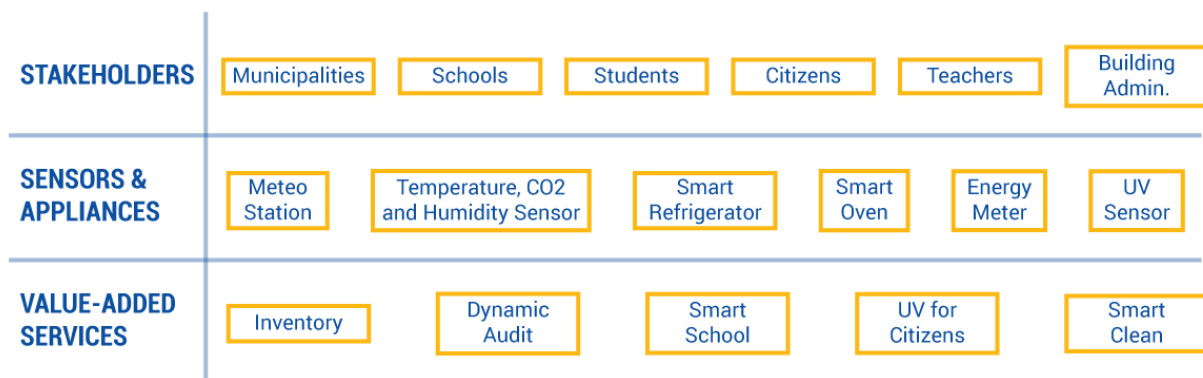 STAKEHOLDERS
Municipalities
Schools
Students
Citizens
Teachers
Building
Admin.
SENSORS &
APPLIANCES
Meteo
Station
Temperature, CO2
and Humidity Sensor
Smart
Refrigerator
Smart
Oven
Energy
Meter
UV
Sensor
VALUE-ADDED
SERVICES
Inventory
Dynamic
Audit
Smart
School
UV for
Citizens
Smart
Clean